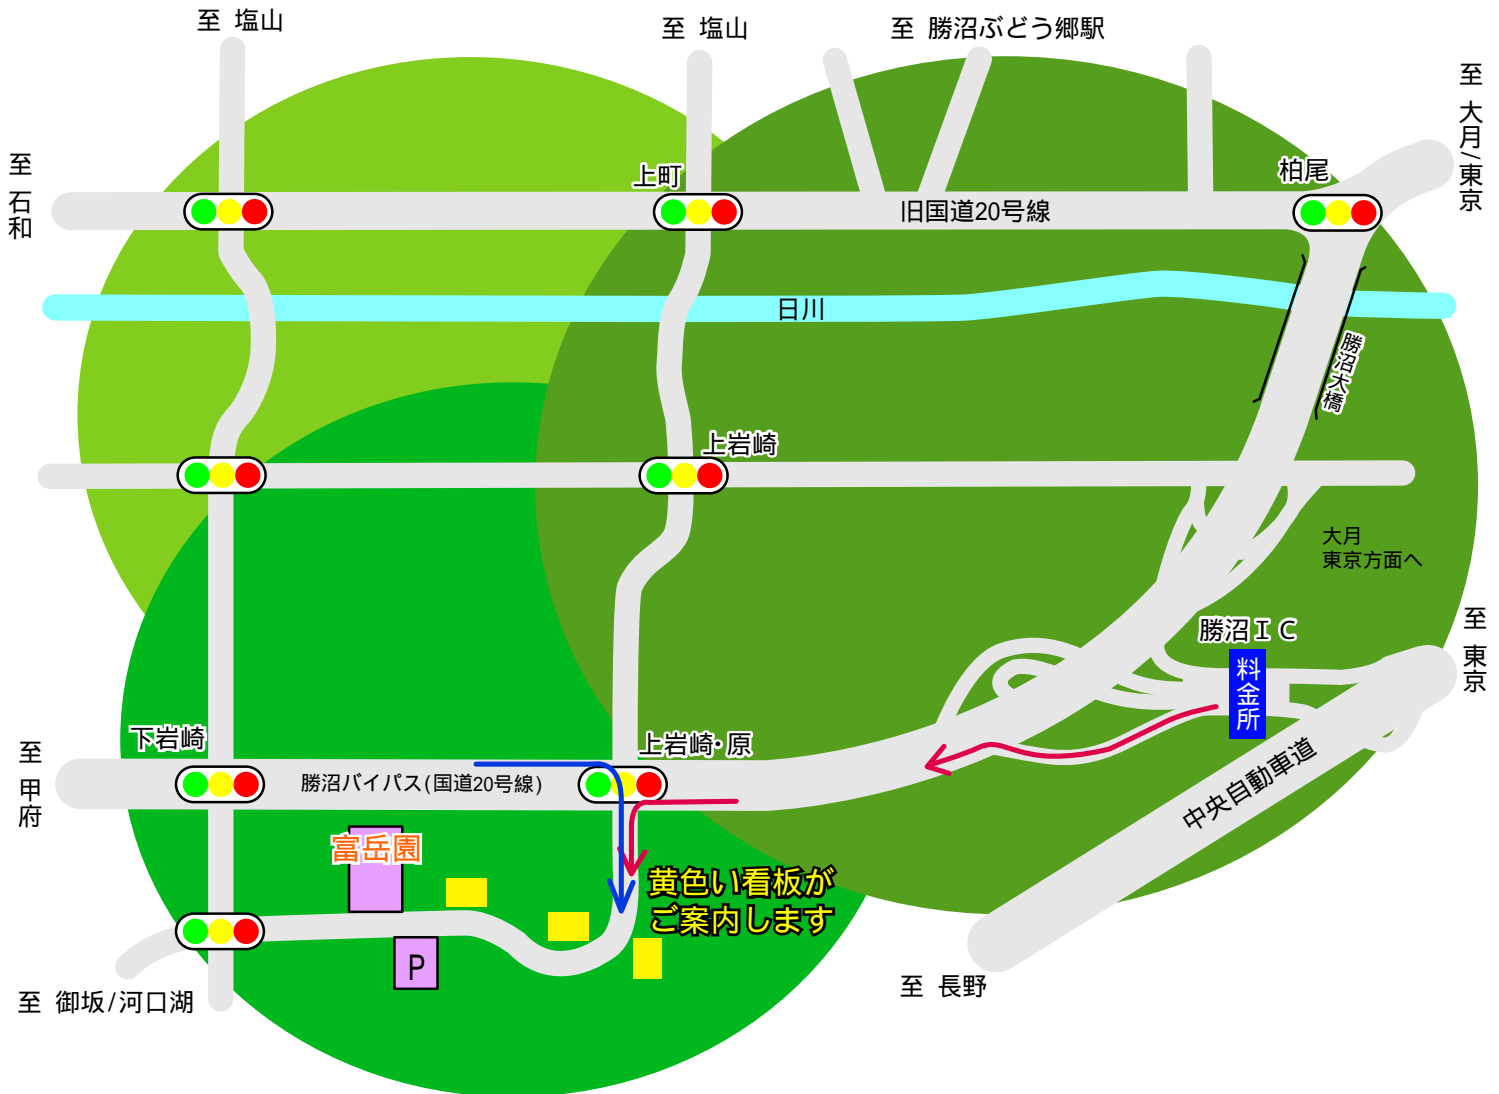 至 塩山
至 塩山
至 勝沼ぶどう郷駅
至 大月/東京
至 石和
上町
柏尾
旧国道20号線
日川
勝沼大橋
上岩崎
大月
東京方面へ
勝沼IC
料金所
至 東京
下岩崎
上岩崎・原
至 甲府
勝沼バイパス(国道20号線)
中央自動車道
富岳園
黄色い看板が
ご案内します
P
至 長野
至 御坂/河口湖